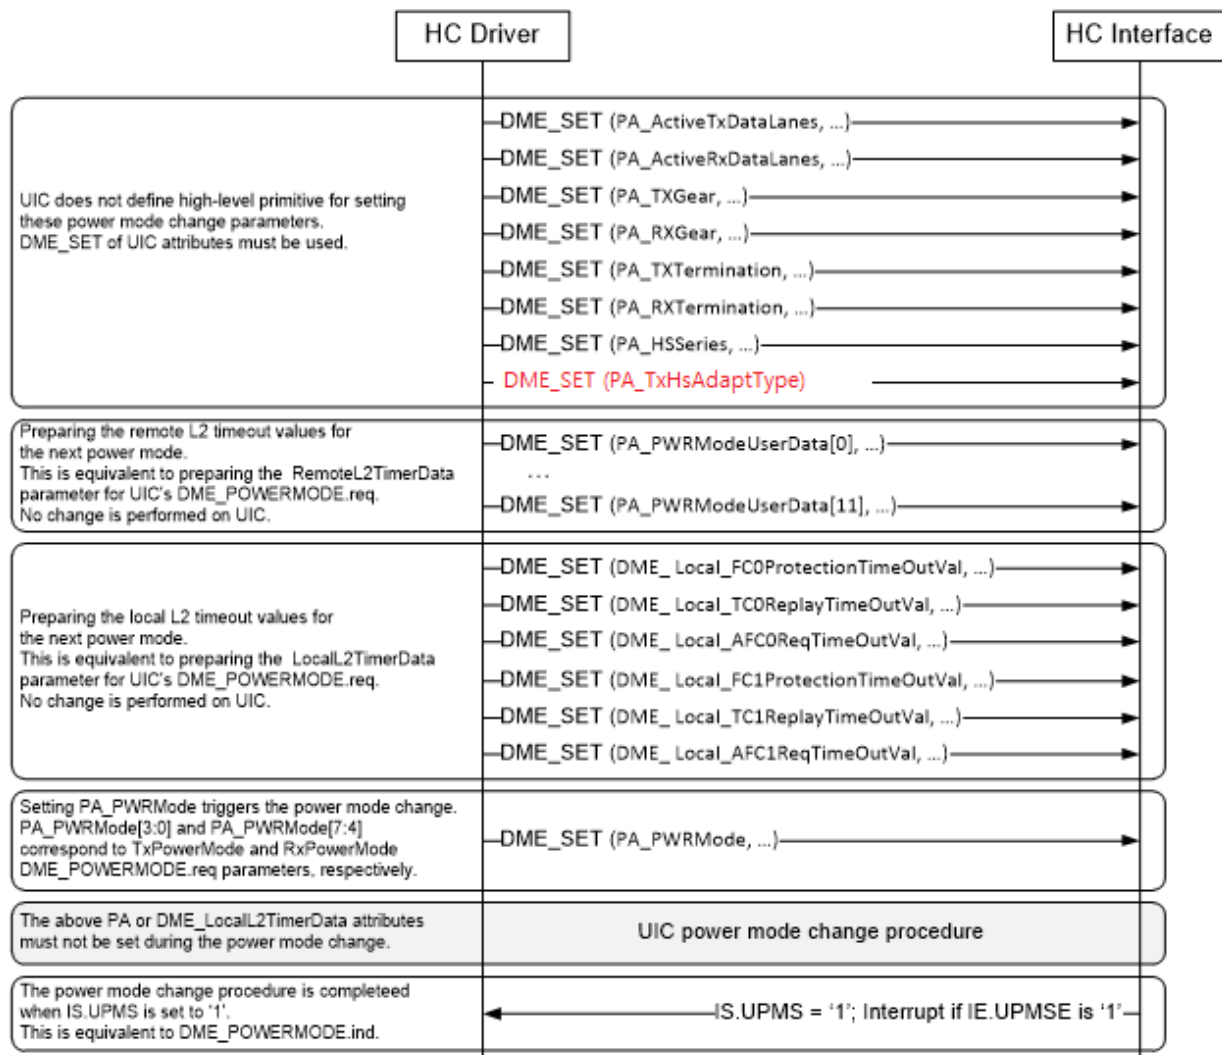 HC Driver
HC Interface
UIC does not define high-level primitive for setting
these power mode change parameters.
DME_SET of UIC attributes must be used.
DME_SET (PA_ActiveTxDataLanes, ...)
DME_SET (PA_ActiveRxDataLanes, ...)
DME_SET (PA_TXGear, ...)
DME_SET (PA_RXGear, ...)
DME_SET (PA_TXTermination, ...)
DME_SET (PA_RXTermination, ...)
DME_SET (PA_HSSeries, ...)
DME_SET (PA_TxHsAdaptType)
Preparing the remote L2 timeout values for
the next power mode.
This is equivalent to preparing the RemoteL2TimerData
parameter for UIC's DME_POWERMODE.req.
No change is performed on UIC.
DME_SET (PA_PWRModeUserData[0], ...)
...
DME_SET (PA_PWRModeUserData[11], ...)
Preparing the local L2 timeout values for
the next power mode.
This is equivalent to preparing the LocalL2TimerData
parameter for UIC's DME_POWERMODE.req.
No change is performed on UIC.
DME_SET (DME_ Local_FC0ProtectionTimeOutVal, ...)
DME_SET (DME_ Local_TC0ReplayTimeOutVal, ...)
DME_SET (DME_ Local_AFC0ReqTimeOutVal, ...)
DME_SET (DME_ Local_FC1ProtectionTimeOutVal, ...)
DME_SET (DME_ Local_TC1ReplayTimeOutVal, ...)
DME_SET (DME_ Local_AFC1ReqTimeOutVal, ...)
Setting PA_PWRMode triggers the power mode change.
PA_PWRMode[3:0] and PA_PWRMode[7:4]
correspond to TxPowerMode and RxPowerMode
DME_POWERMODE.req parameters, respectively.
DME_SET (PA_PWRMode, ...)
The above PA or DME_LocalL2TimerData attributes
must not be set during the power mode change.
UIC power mode change procedure
The power mode change procedure is completeed
when IS.UPMS is set to '1'.
This is equivalent to DME_POWERMODE.ind.
IS.UPMS = '1'; Interrupt if IE.UPMSE is '1'